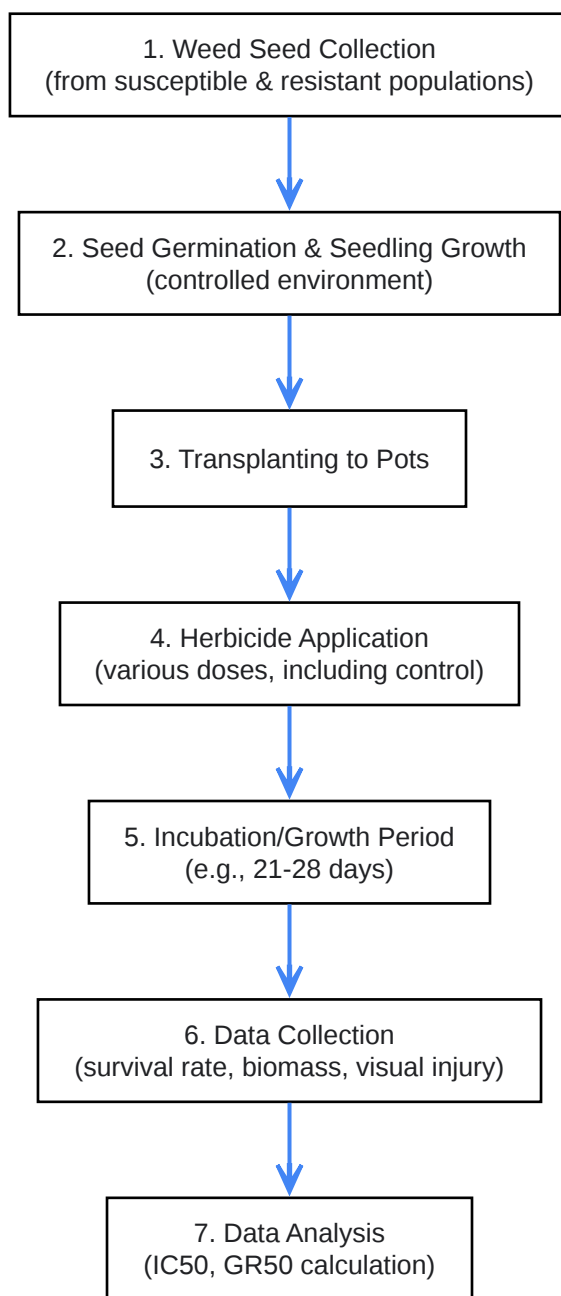 1. Weed Seed Collection
(from susceptible & resistant populations)
2. Seed Germination & Seedling Growth
(controlled environment)
3. Transplanting to Pots
4. Herbicide Application
(various doses, including control)
5. Incubation/Growth Period
(e.g., 21-28 days)
6. Data Collection
(survival rate, biomass, visual injury)
7. Data Analysis
(IC50, GR50 calculation)